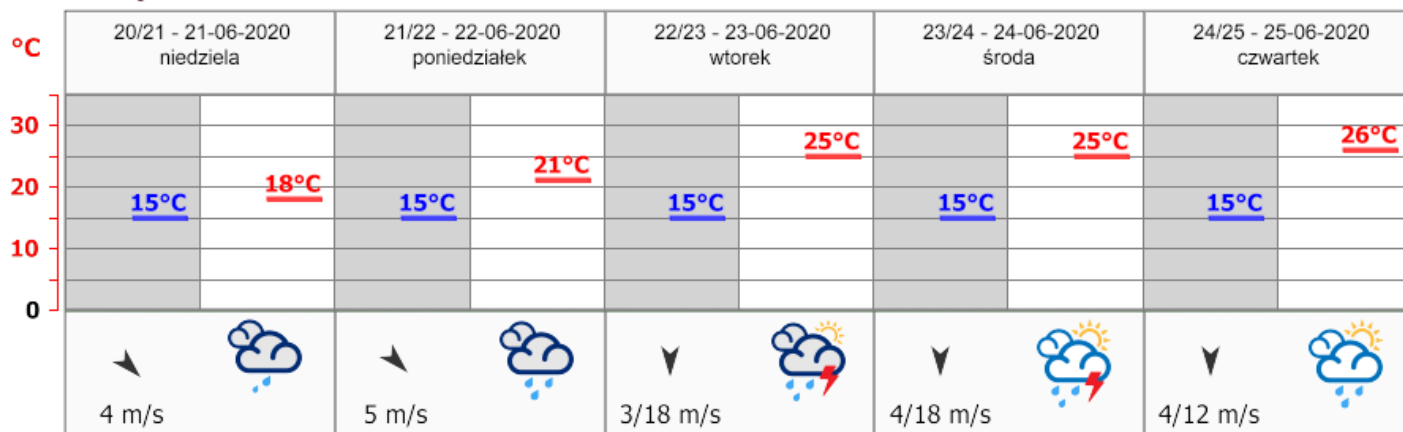 °C
20/21 - 21-06-2020
niedziela
21/22 - 22-06-2020
poniedziałek
22/23 - 23-06-2020
wtorek
23/24 - 24-06-2020
środa
24/25 - 25-06-2020
czwartek
30
20
10
0
15°C
18°C
15°C
21°C
15°C
25°C
15°C
25°C
15°C
26°C
4 m/s
5 m/s
3/18 m/s
4/18 m/s
4/12 m/s